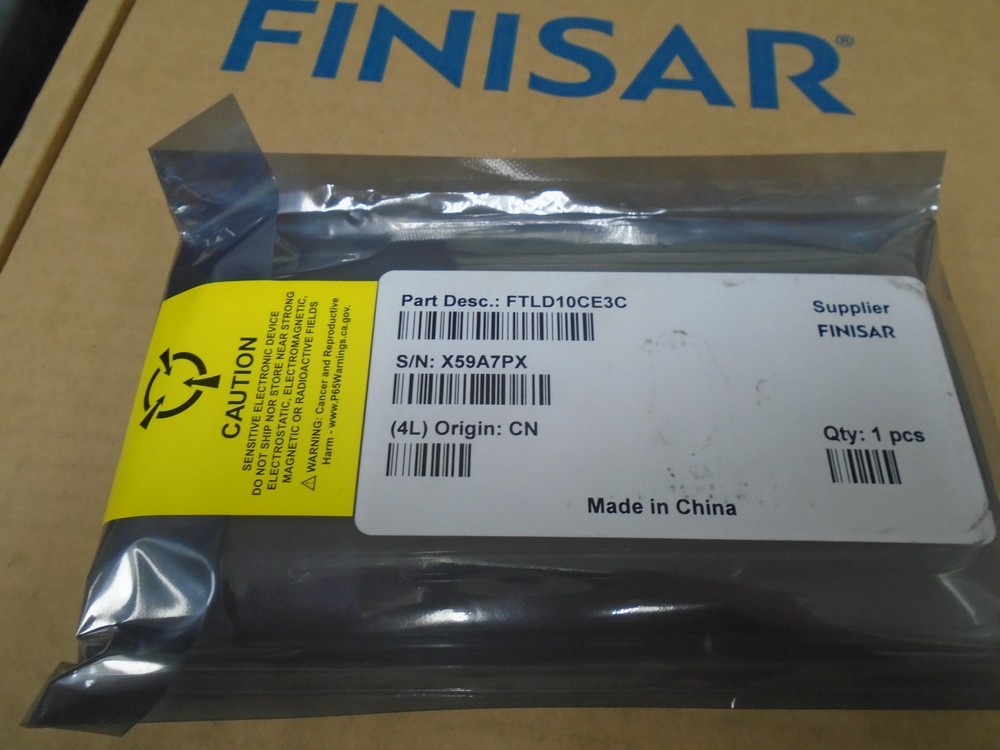 FINISAR®
Part Desc.: FTLD10CE3C
Supplier
FINISAR
S/N: X59A7PX
(4L) Origin: CN
Qty: 1 pcs
Made in China
CAUTION
SENSITIVE ELECTRONIC DEVICE
DO NOT SHIP NOR STORE NEAR STRONG
ELECTROSTATIC, ELECTROMAGNETIC,
MAGNETIC OR RADIOACTIVE FIELDS
⚠ WARNING: Cancer and Reproductive
Harm - www.P65Warnings.ca.gov.